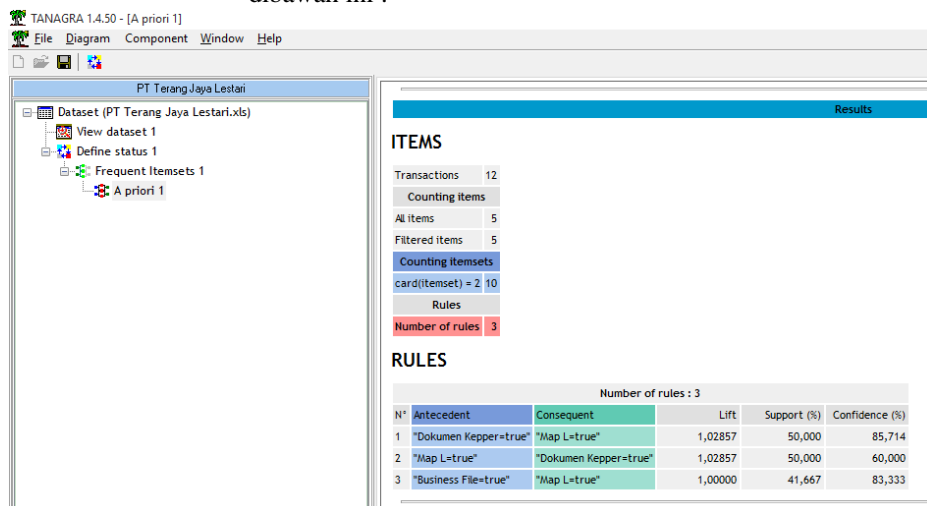 dibawah ini :
TANAGRA 1.4.50 - [A priori 1]
File Diagram Component Window Help
PT Terang Jaya Lestari
Dataset (PT Terang Jaya Lestari.xls)
View dataset 1
Define status 1
Frequent Itemsets 1
A priori 1
Results
ITEMS
Transactions 12
Counting items
All items 5
Filtered items 5
Counting itemsets
card(itemset) = 2 10
Rules
Number of rules 3
RULES
Number of rules : 3
N° Antecedent Consequent Lift Support (%) Confidence (%)
1 "Dokumen Kepper=true" "Map L=true" 1,02857 50,000 85,714
2 "Map L=true" "Dokumen Kepper=true" 1,02857 50,000 60,000
3 "Business File=true" "Map L=true" 1,00000 41,667 83,333